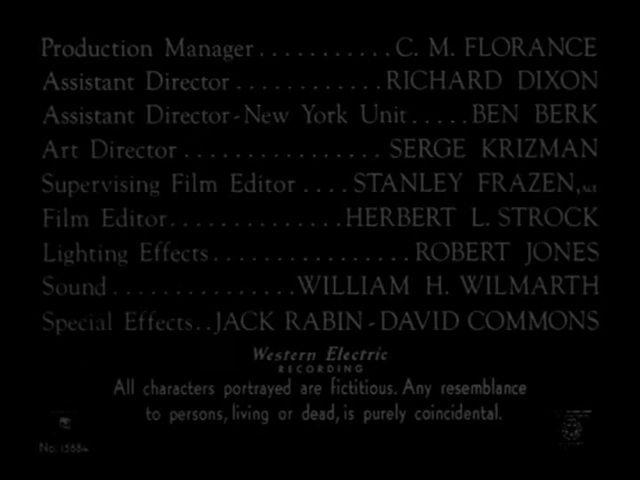 Production Manager...........C. M. FLORANCE
Assistant Director............RICHARD DIXON
Assistant Director-New York Unit.....BEN BERK
Art Director................SERGE KRIZMAN
Supervising Film Editor....STANLEY FRAZEN,
Film Editor..............HERBERT L. STROCK
Lighting Effects................ROBERT JONES
Sound...............WILLIAM H. WILMARTH
Special Effects..JACK RABIN-DAVID COMMONS
Western Electric
RECORDING
All characters portrayed are fictitious. Any resemblance
to persons, living or dead, is purely coincidental.
No. 15684